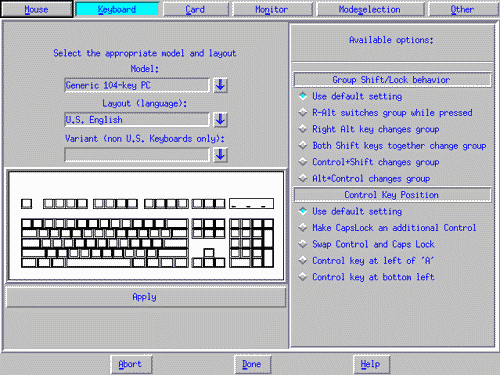 Mouse
Keyboard
Card
Monitor
Modeselection
Other
Select the appropriate model and layout
Model:
Generic 104-key PC
Layout (language):
U.S. English
Variant (non U.S. Keyboards only):
Apply
Available options:
Group Shift/Lock behavior
Use default setting
R-Alt switches group while pressed
Right Alt key changes group
Both Shift keys together change group
Control+Shift changes group
Alt+Control changes group
Control Key Position
Use default setting
Make CapsLock an additional Control
Swap Control and Caps Lock
Control key at left of 'A'
Control key at bottom left
Abort
Done
Help